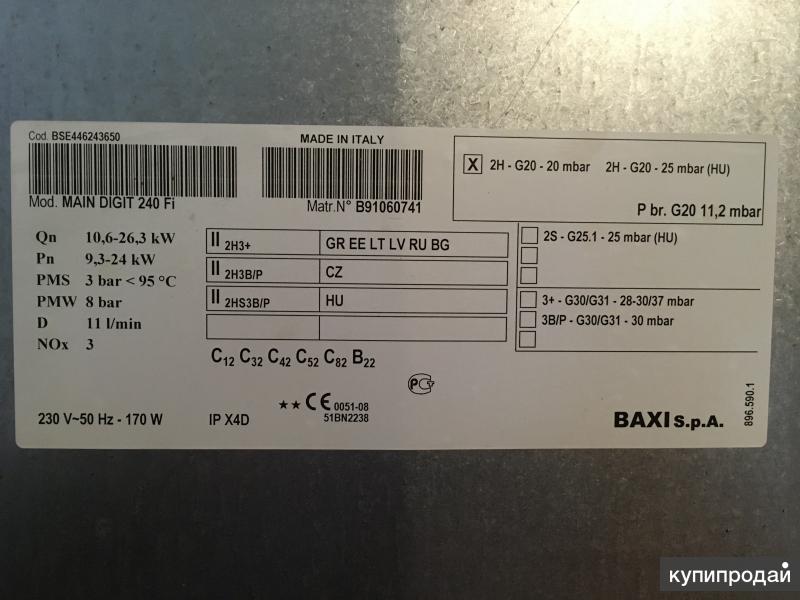 Cod. BSE446243650
MADE IN ITALY
Mod. MAIN DIGIT 240 Fi
Matr.N° B91060741
X 2H - G20 - 20 mbar 2H - G20 - 25 mbar (HU)
P br. G20 11,2 mbar
Qn 10,6-26,3 kW
Pn 9,3-24 kW
PMS 3 bar < 95 °C
PMW 8 bar
D 11 l/min
NOx 3
II 2H3+ GR EE LT LV RU BG
II 2H3B/P CZ
II 2HS3B/P HU
2S - G25.1 - 25 mbar (HU)
3+ - G30/G31 - 28-30/37 mbar
3B/P - G30/G31 - 30 mbar
C12 C32 C42 C52 C82 B22
РСТ
230 V~50 Hz - 170 W
IP X4D
★★ CE 0051-08
51BN2238
BAXI S.p.A.
896.590.1
купипродай